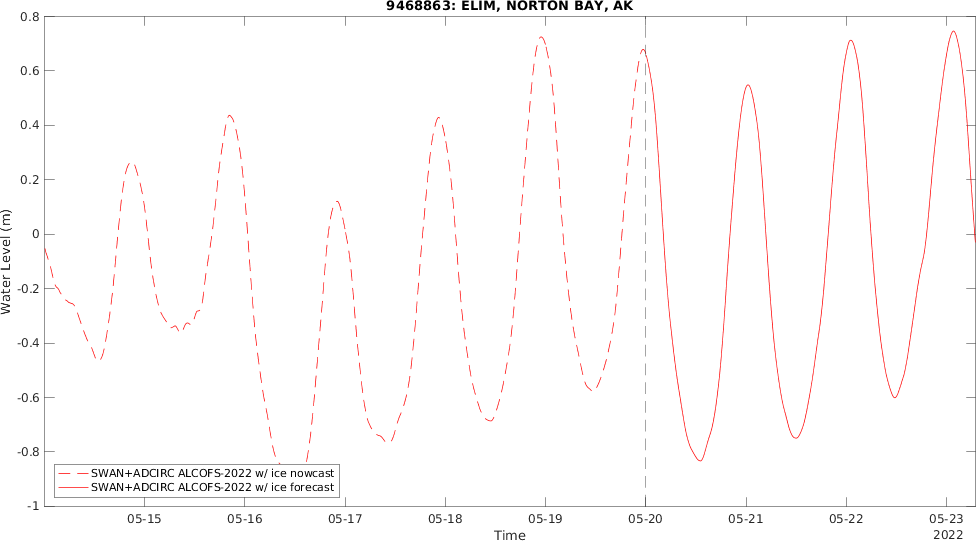 9468863: ELIM, NORTON BAY, AK
0.8
0.6
0.4
0.2
0
-0.2
-0.4
-0.6
-0.8
-1
Water Level (m)
SWAN+ADCIRC ALCOFS-2022 w/ ice nowcast
SWAN+ADCIRC ALCOFS-2022 w/ ice forecast
05-15 05-16 05-17 05-18 05-19 05-20 05-21 05-22 05-23
Time 2022